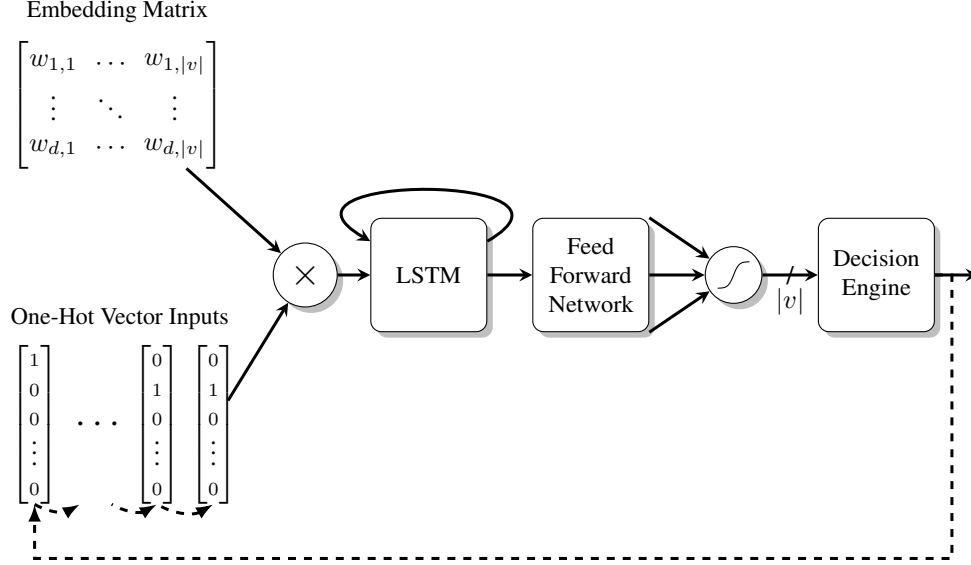 Embedding Matrix
w1,1 … w1,|v|
⋮ ⋱ ⋮
wd,1 … wd,|v|
×
LSTM
Feed
Forward
Network
|v|
Decision
Engine
One-Hot Vector Inputs
1 0 0
0 1 1
0 … 0 0
⋮ ⋮ ⋮
0 0 0